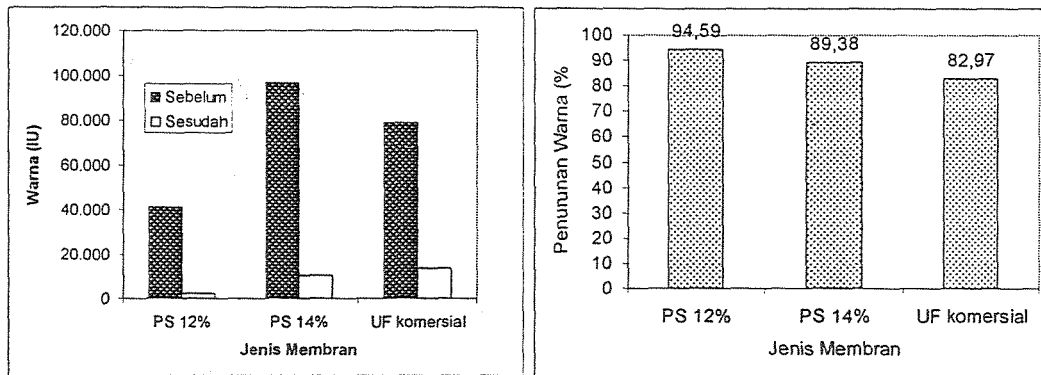 120.000
100.000
80.000
60.000
40.000
20.000
0
Warna (IU)
Sebelum
Sesudah
PS 12% PS 14% UF komersial
Jenis Membran
100
90
80
70
60
50
40
30
20
10
0
Penurunan Warna (%
94,59 89,38 82,97
PS 12% PS 14% UF komersial
Jenis Membran